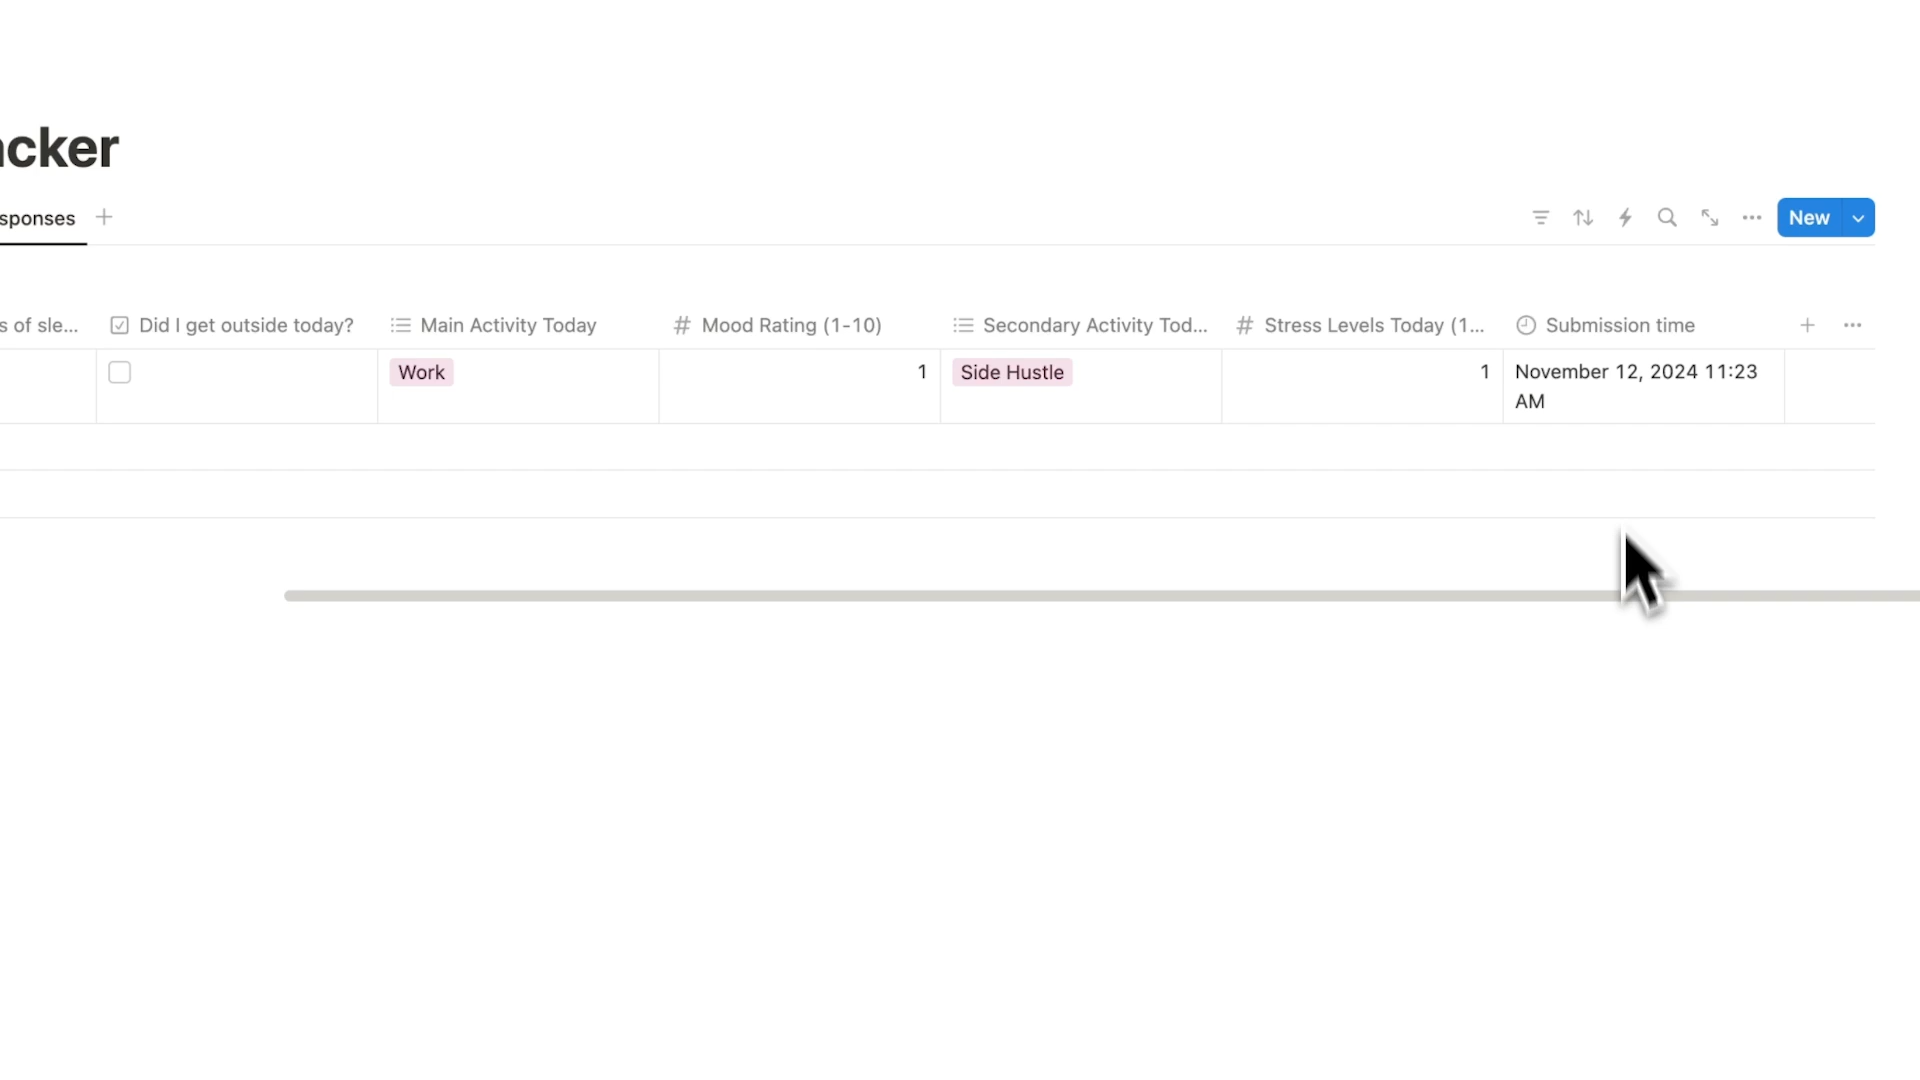 acker
sponses
New
s of sle... Did I get outside today? Main Activity Today # Mood Rating (1-10) Secondary Activity Tod... # Stress Levels Today (1... Submission time
Work 1 Side Hustle 1 November 12, 2024 11:23
AM